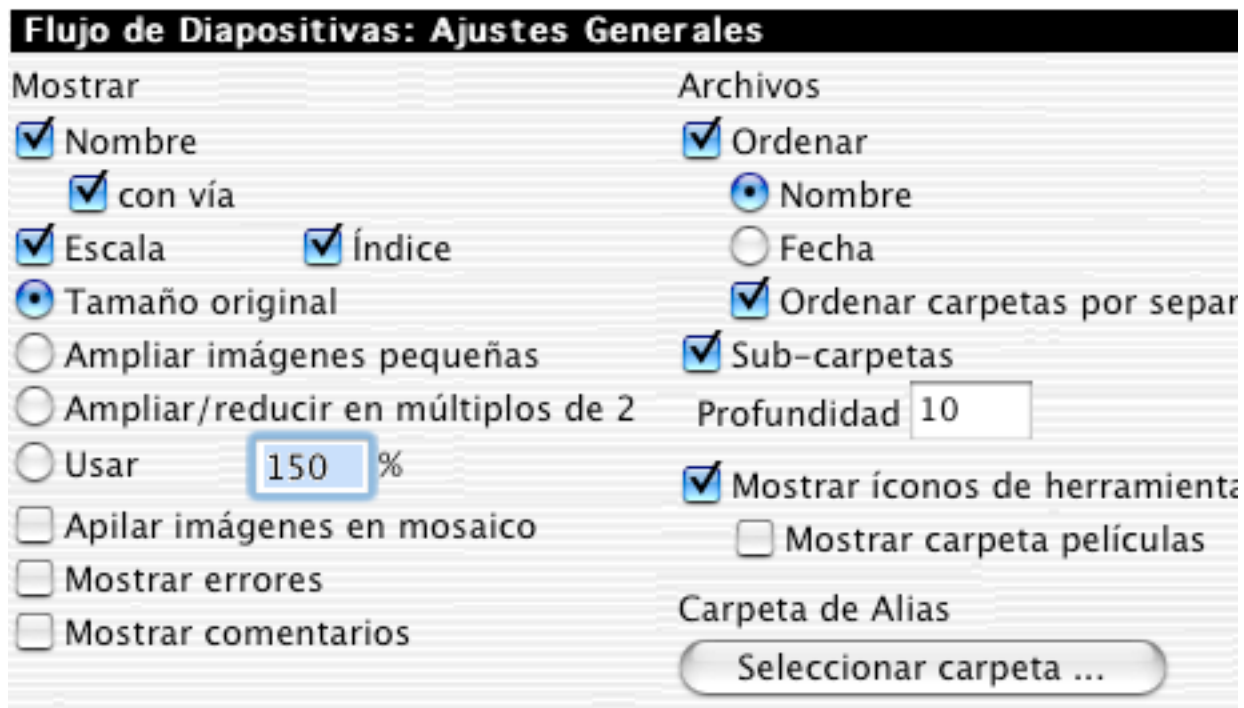 Flujo de Diapositivas: Ajustes Generales
Mostrar
Nombre
con vía
Escala Índice
Tamaño original
Ampliar imágenes pequeñas
Ampliar/reducir en múltiplos de 2
Usar 150 %
Apilar imágenes en mosaico
Mostrar errores
Mostrar comentarios
Archivos
Ordenar
Nombre
Fecha
Ordenar carpetas por separ
Sub-carpetas
Profundidad 10
Mostrar íconos de herramienta
Mostrar carpeta películas
Carpeta de Alias
Seleccionar carpeta ...